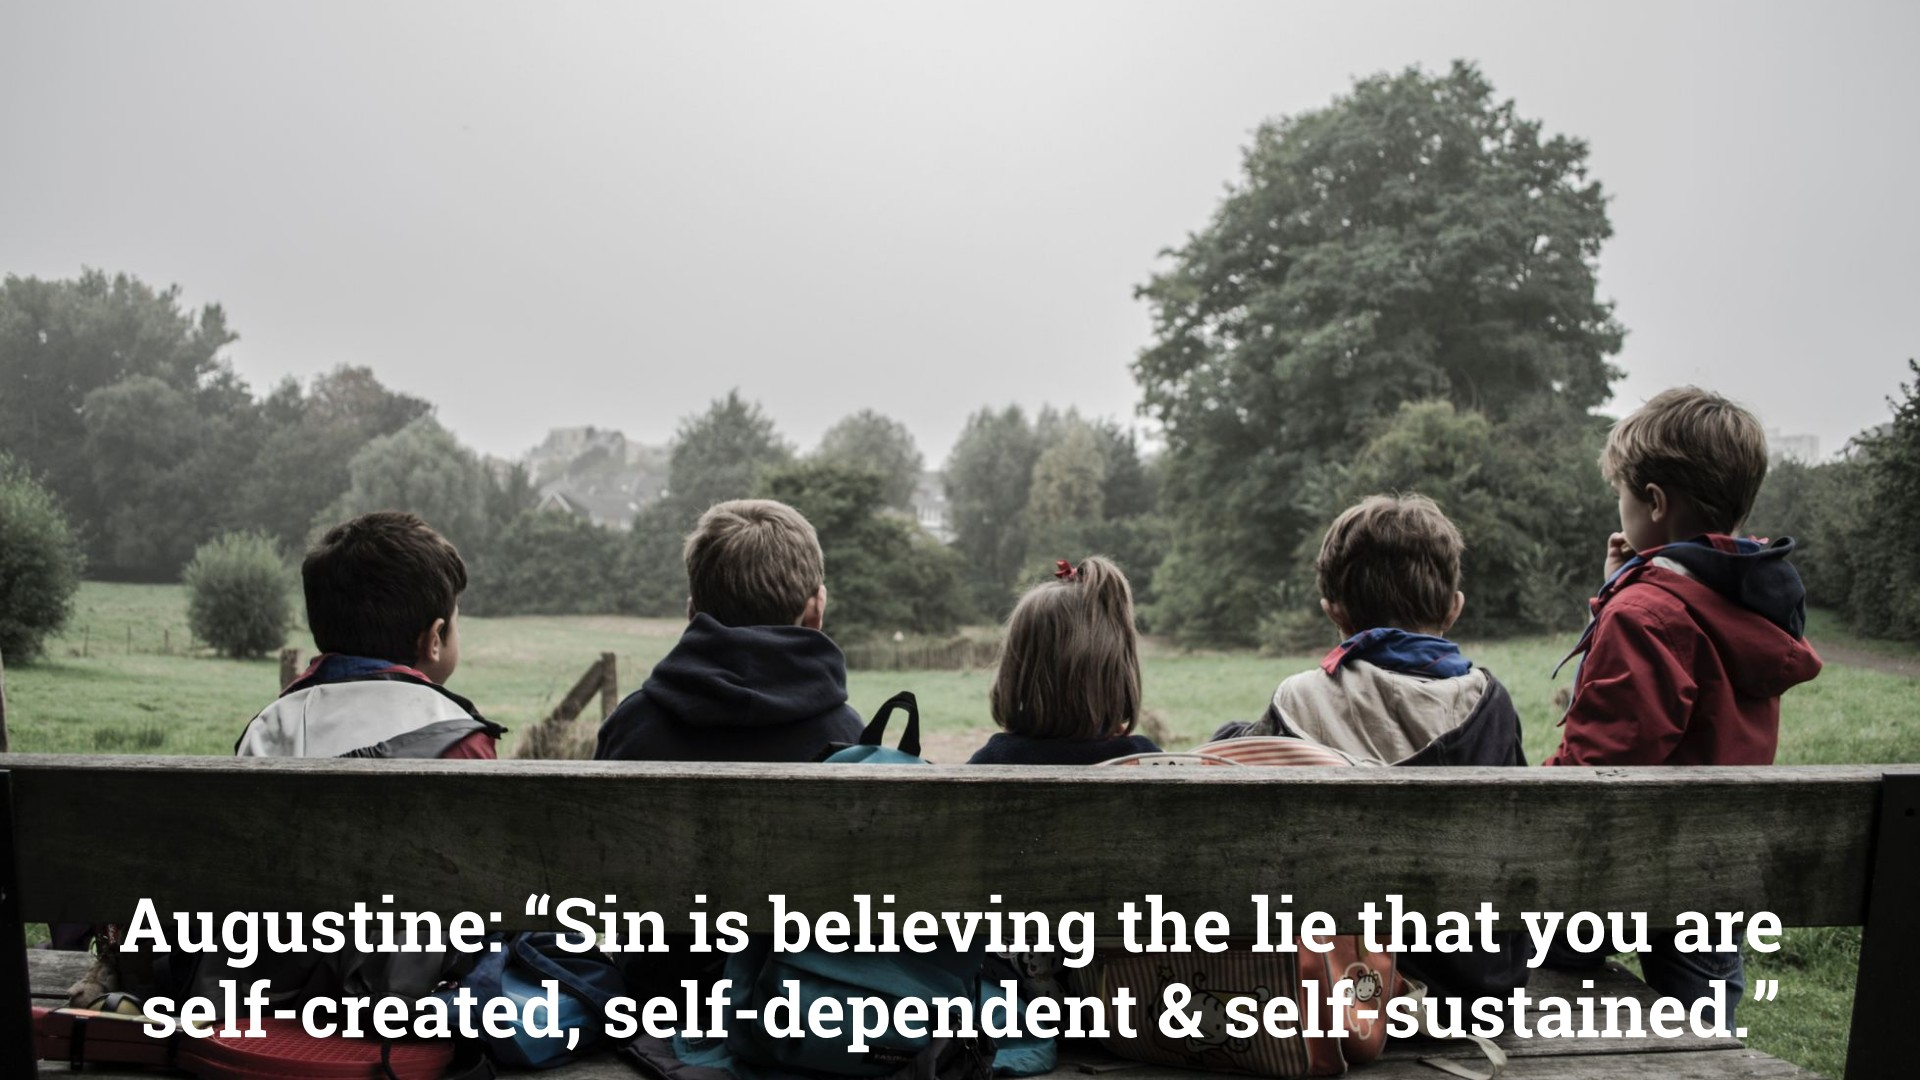 Augustine: “Sin is believing the lie that you are
self-created, self-dependent & self-sustained.”